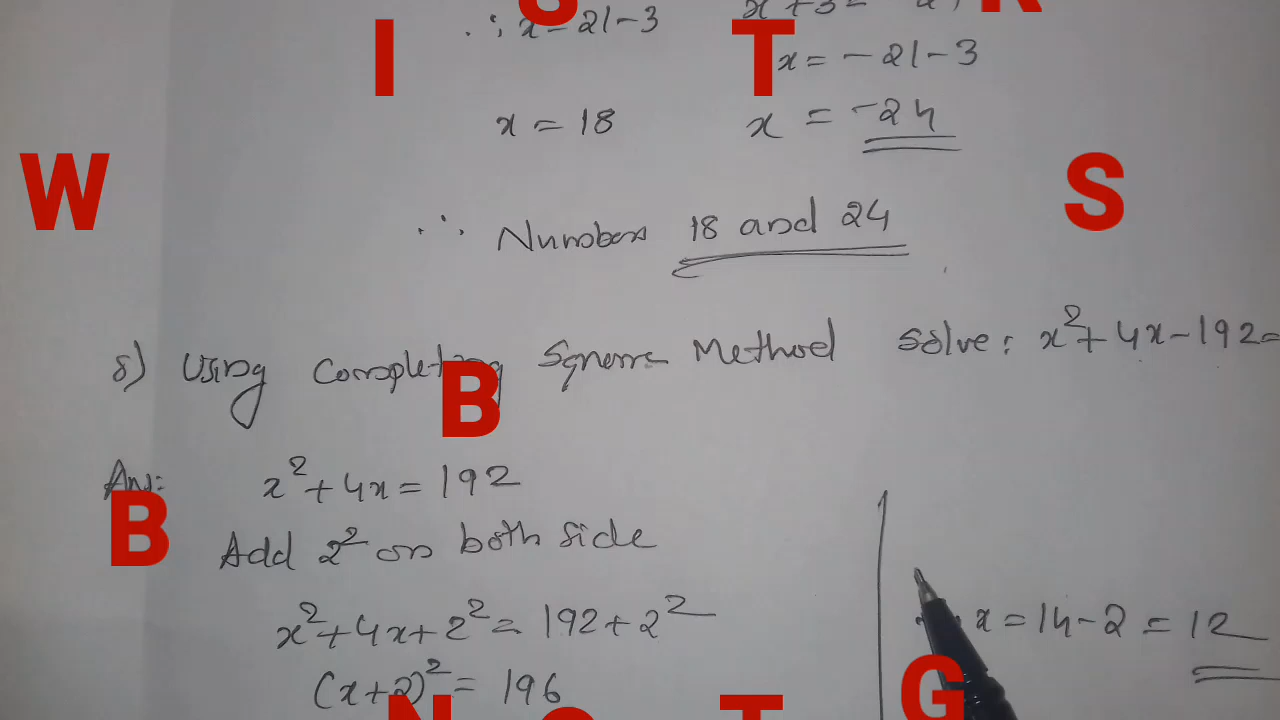 S
R
I
∴ x = 21-3
x+3 =
T
x = -21-3
x = 18
x = -24
W
S
∴ Numbers 18 and 24
8) Using Completing Square Method solve: x²+4x-192=
B
Ans: x²+4x = 192
B
Add 2² on both side
x²+4x+2² = 192+2²
x = 14-2 = 12
(x+2)² = 196
G
N
T